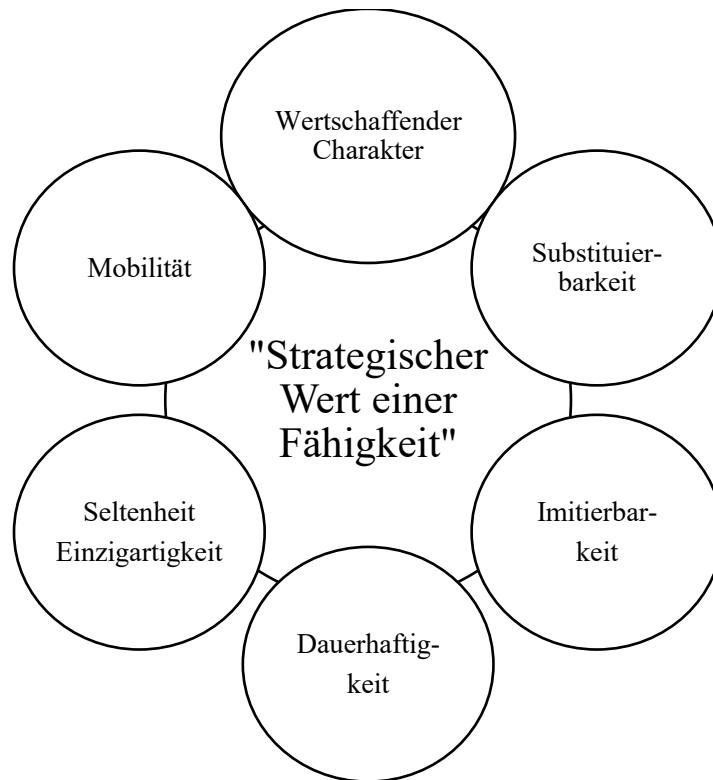 Wertschaffender
Charakter
Mobilität
Substituier-
barkeit
"Strategischer
Wert einer
Fähigkeit"
Seltenheit
Einzigartigkeit
Imitierbar-
keit
Dauerhaftig-
keit